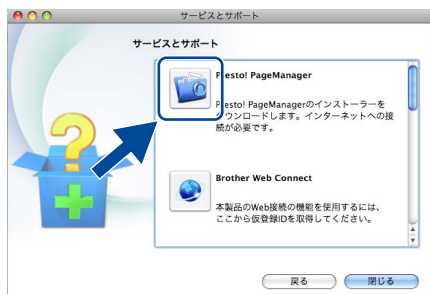 サービスとサポート
サービスとサポート
Presto! PageManager
Presto! PageManagerのインストーラーを
ダウンロードします。インターネットへの接
続が必要です。
Brother Web Connect
本製品のWeb接続の機能を使用するには、
ここから仮登録IDを取得してください。
戻る
閉じる